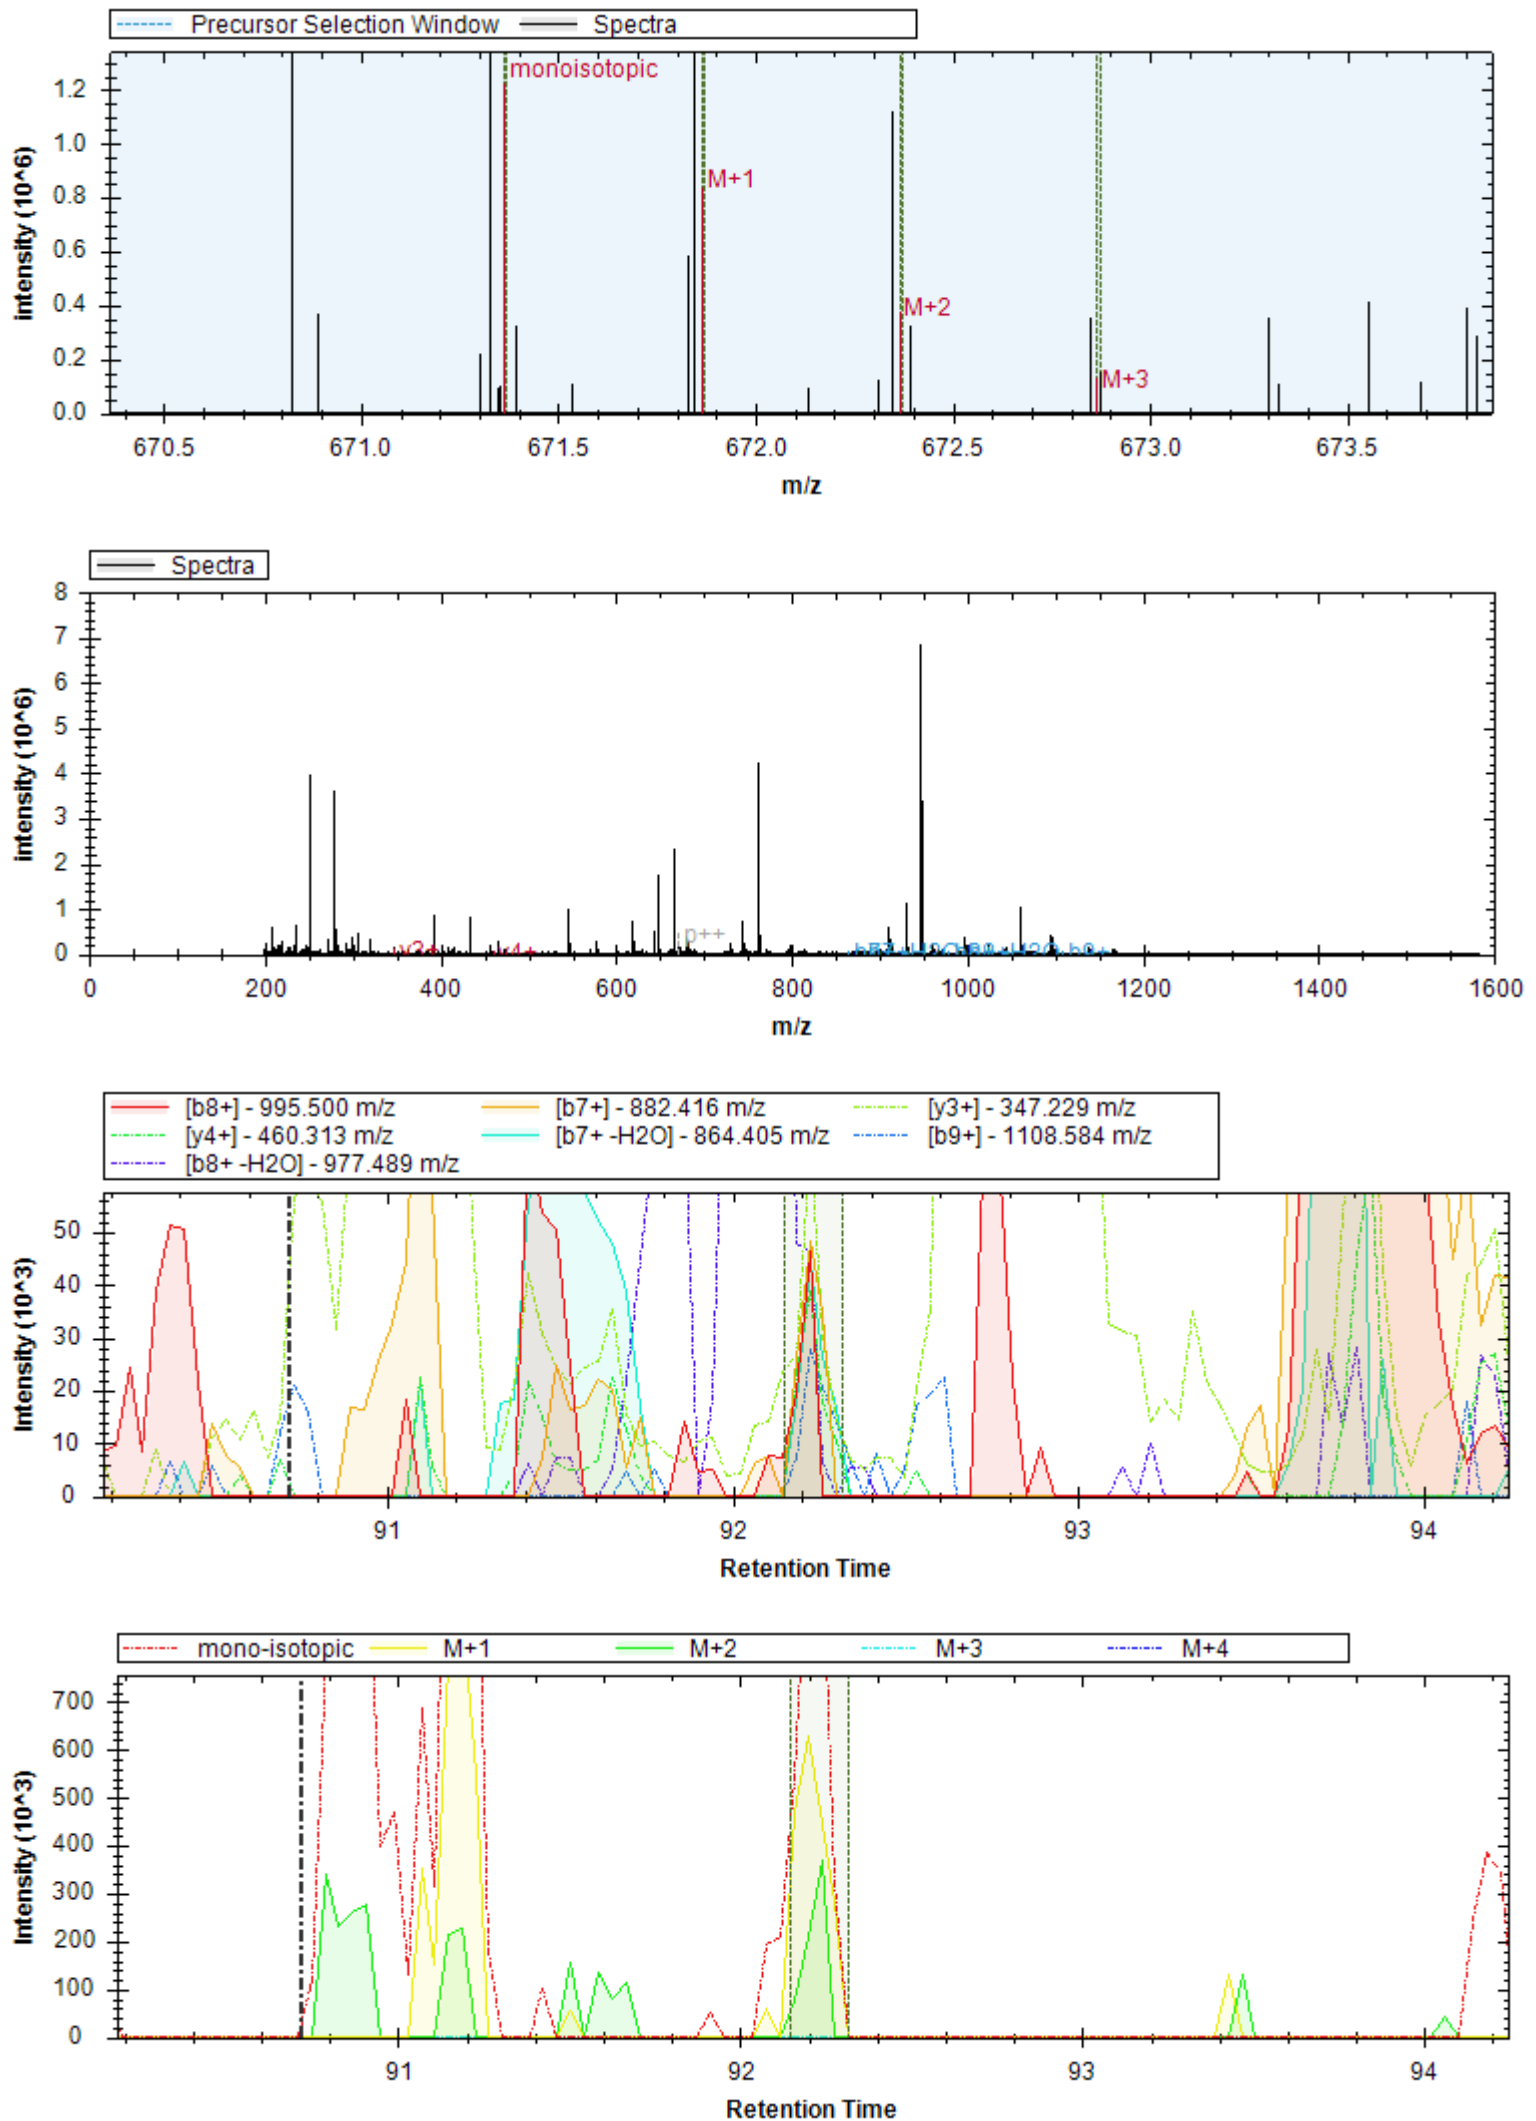 Precursor Selection Window Spectra
intensity (10^6)
1.2
1.0
0.8
0.6
0.4
0.2
0.0
monoisotopic
M+1
M+2
M+3
670.5 671.0 671.5 672.0 672.5 673.0 673.5
m/z
Spectra
intensity (10^6)
8
7
6
5
4
3
2
1
0
y3+ y4+ p++ b9+
0 200 400 600 800 1000 1200 1400 1600
m/z
[b8+] - 995.500 m/z [b7+] - 882.416 m/z [y3+] - 347.229 m/z
[y4+] - 460.313 m/z [b7+ -H2O] - 864.405 m/z [b9+] - 1108.584 m/z
[b8+ -H2O] - 977.489 m/z
Intensity (10^3)
50
40
30
20
10
0
91 92 93 94
Retention Time
mono-isotopic M+1 M+2 M+3 M+4
Intensity (10^3)
700
600
500
400
300
200
100
0
91 92 93 94
Retention Time